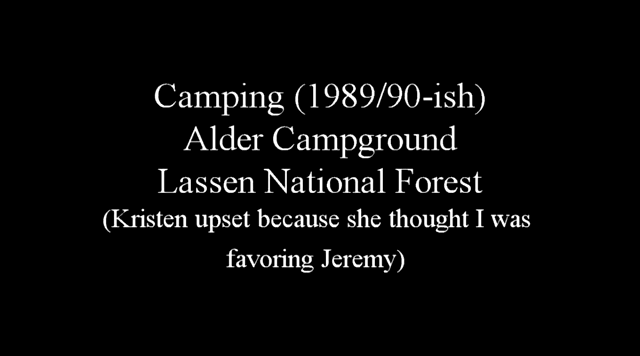 Camping (1989/90-ish)
Alder Campground
Lassen National Forest
(Kristen upset because she thought I was
favoring Jeremy)